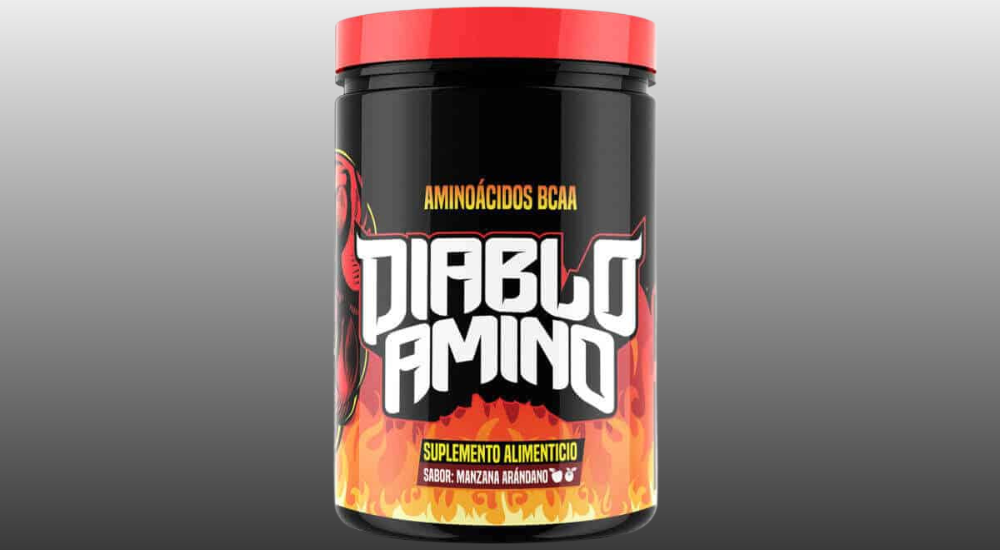 AMINOÁCIDOS BCAA
DIABLO
AMINO
SUPLEMENTO ALIMENTICIO
SABOR: MANZANA ARÁNDANO